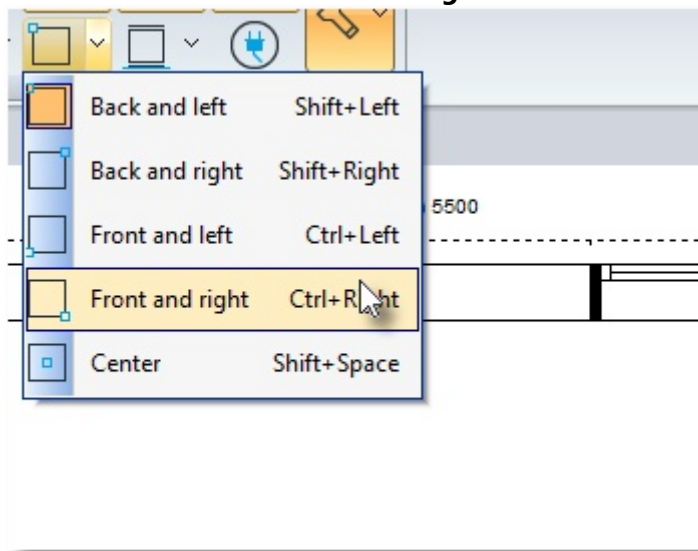 Back and left Shift+Left
Back and right Shift+Right
5500
Front and left Ctrl+Left
Front and right
Center Shift+Space